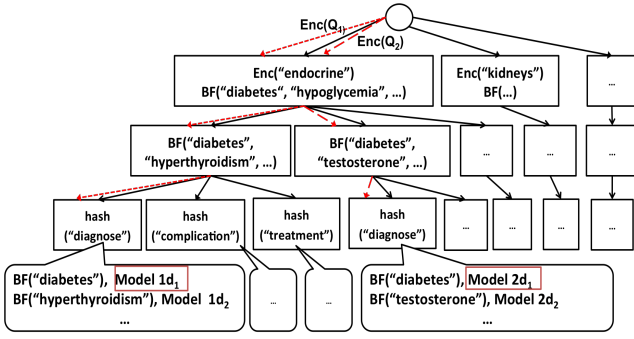 Enc(Q1)
Enc(Q2)
Enc(“endocrine”)
BF(“diabetes“, “hypoglycemia”, …)
Enc(“kidneys”)
BF(…)
…
BF(“diabetes”,
“hyperthyroidism”, …)
BF(“diabetes”,
“testosterone”, …)
…
…
…
hash
(“diagnose”)
hash
(“complication”)
hash
(“treatment”)
hash
(“diagnose”)
…
…
…
…
BF(“diabetes”), Model 1d1
BF(“hyperthyroidism”), Model 1d2
…
…
…
BF(“diabetes”), Model 2d1
BF(“testosterone”), Model 2d2
…